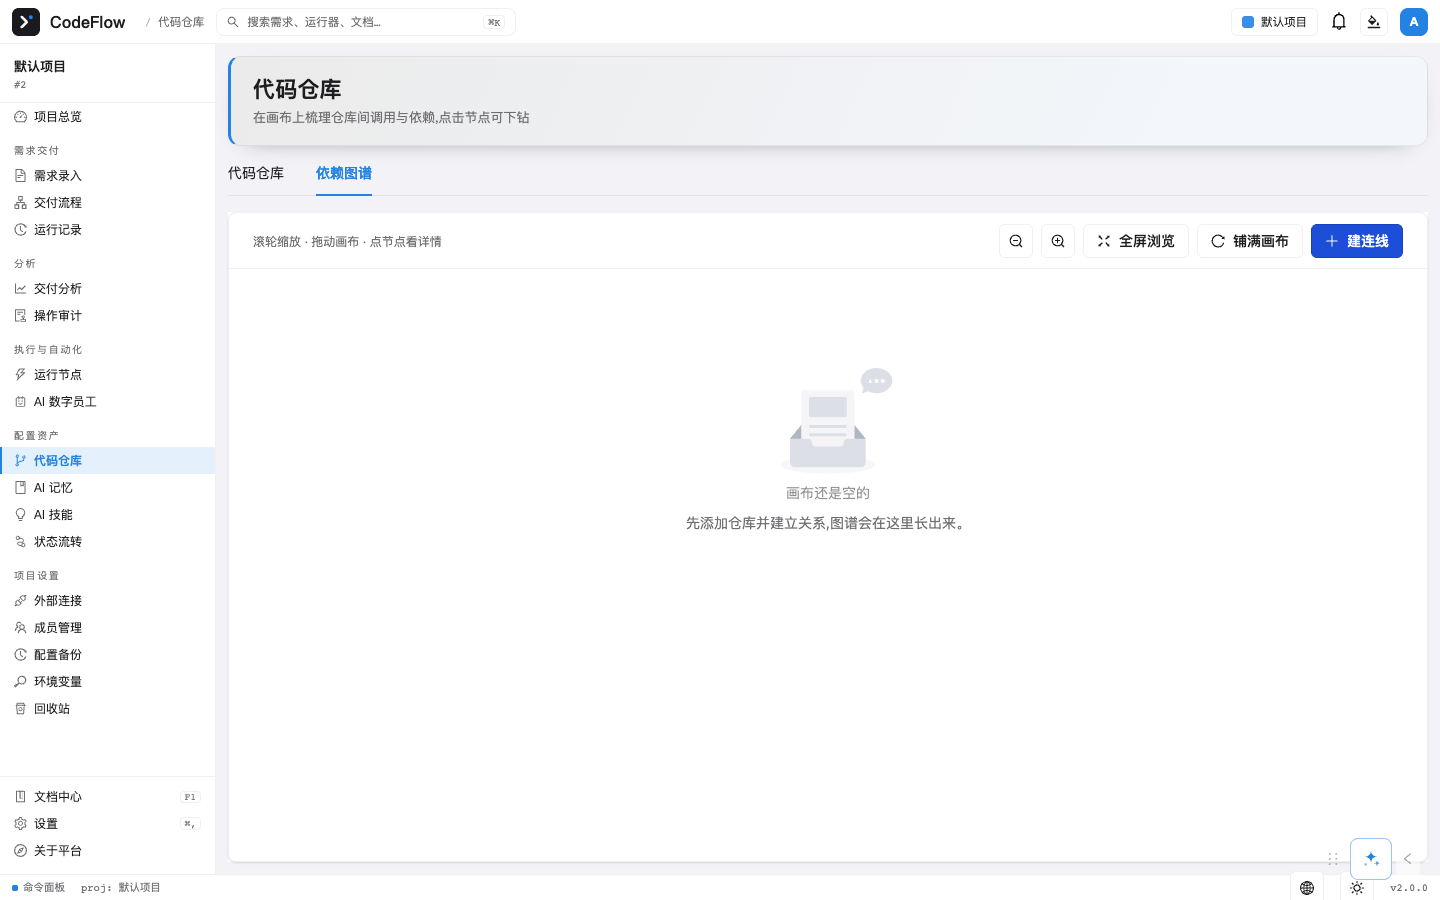 CodeFlow
/ 代码仓库
搜索需求、运行器、文档...
⌘K
默认项目
A
默认项目
#2
项目总览
需求交付
需求录入
交付流程
运行记录
分析
交付分析
操作审计
执行与自动化
运行节点
AI 数字员工
配置资产
代码仓库
AI 记忆
AI 技能
状态流转
项目设置
外部连接
成员管理
配置备份
环境变量
回收站
文档中心 F1
设置 ⌘,
关于平台
代码仓库
在画布上梳理仓库间调用与依赖,点击节点可下钻
代码仓库 依赖图谱
滚轮缩放 · 拖动画布 · 点节点看详情
全屏浏览
铺满画布
建连线
画布还是空的
先添加仓库并建立关系,图谱会在这里长出来。
命令面板 proj: 默认项目
v2.0.0